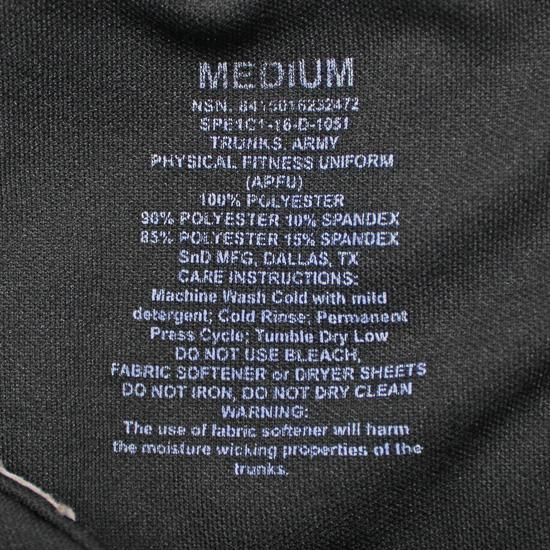 MEDIUM
NSN. 8415016232472
SPE1C1-16-D-1051
TRUNKS, ARMY
PHYSICAL FITNESS UNIFORM
(APFU)
100% POLYESTER
90% POLYESTER 10% SPANDEX
85% POLYESTER 15% SPANDEX
SnD MFG, DALLAS, TX
CARE INSTRUCTIONS:
Machine Wash Cold with mild
detergent; Cold Rinse; Permanent
Press Cycle; Tumble Dry Low
DO NOT USE BLEACH,
FABRIC SOFTENER or DRYER SHEETS
DO NOT IRON, DO NOT DRY CLEAN
WARNING:
The use of fabric softener will harm
the moisture wicking properties of the
trunks.